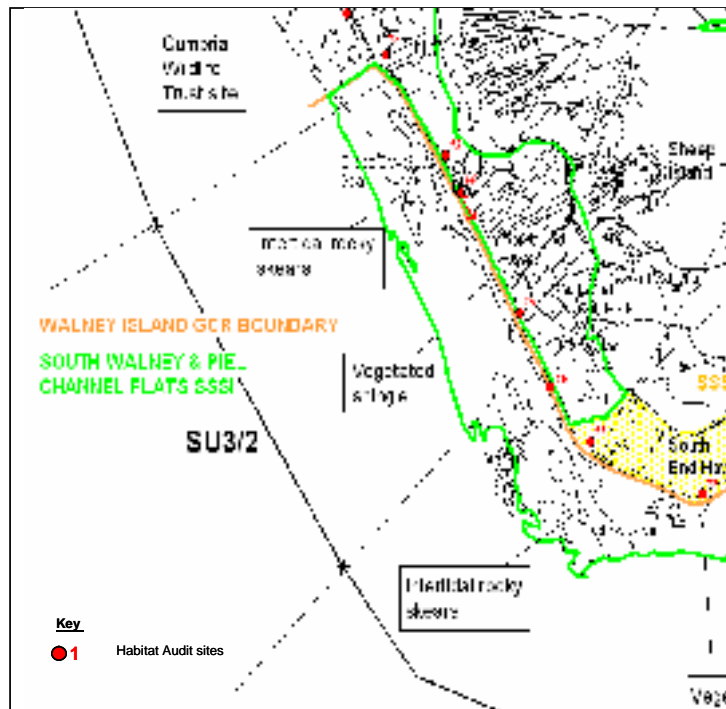 Cumbria
Wildlife
Trust site
Sheep
Island
Intertidal rocky
skears
WALNEY ISLAND GCR BOUNDARY
SOUTH WALNEY & PIEL
CHANNEL FLATS SSSI
Vegetated
shingle
SSS
SU3/2
South
End Ha
Intertidal rocky
skears
Key
1
Habitat Audit sites
Vege